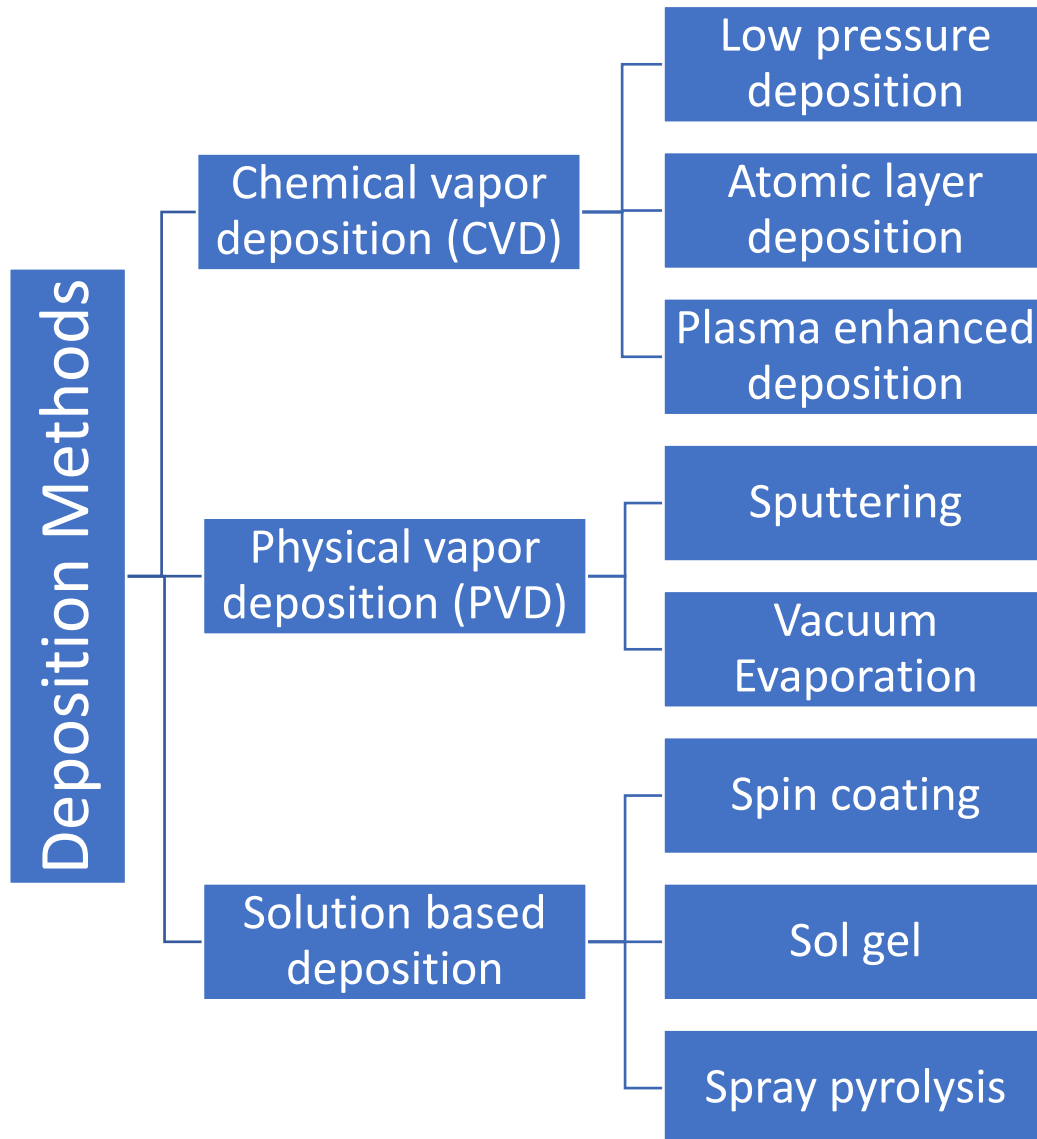 Deposition Methods
Chemical vapor
deposition (CVD)
Low pressure
deposition
Atomic layer
deposition
Plasma enhanced
deposition
Physical vapor
deposition (PVD)
Sputtering
Vacuum
Evaporation
Solution based
deposition
Spin coating
Sol gel
Spray pyrolysis